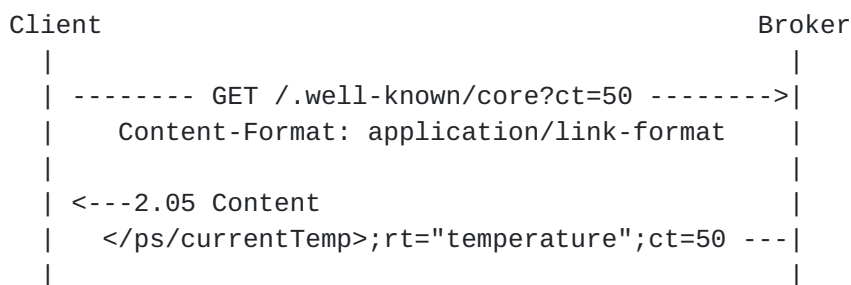 Client                                         Broker
  |                                              |
  | -------- GET /.well-known/core?ct=50 -------->|
  |    Content-Format: application/link-format    |
  |                                              |
  | <---2.05 Content                             |
  |   </ps/currentTemp>;rt="temperature";ct=50 ---|
  |                                              |